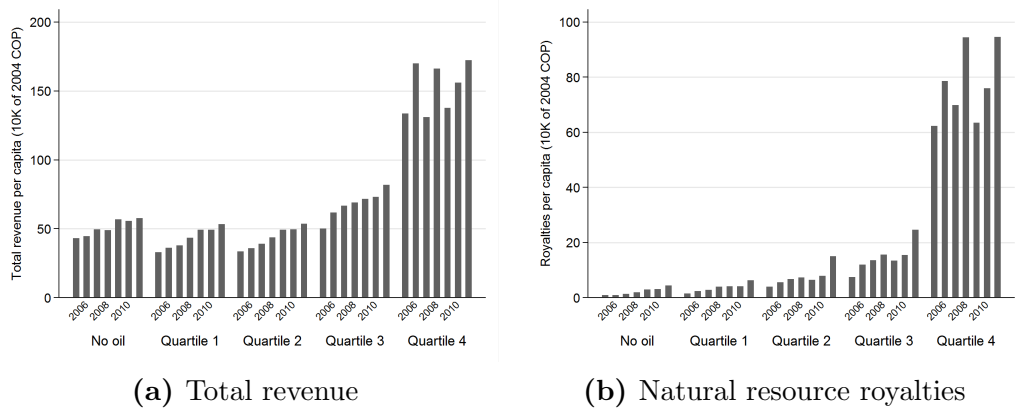 Total revenue per capita (10K of 2004 COP)
200
150
100
50
0
2006 2008 2010 2006 2008 2010 2006 2008 2010 2006 2008 2010 2006 2008 2010
No oil Quartile 1 Quartile 2 Quartile 3 Quartile 4
(a) Total revenue
Royalties per capita (10K of 2004 COP)
100
80
60
40
20
0
2006 2008 2010 2006 2008 2010 2006 2008 2010 2006 2008 2010 2006 2008 2010
No oil Quartile 1 Quartile 2 Quartile 3 Quartile 4
(b) Natural resource royalties